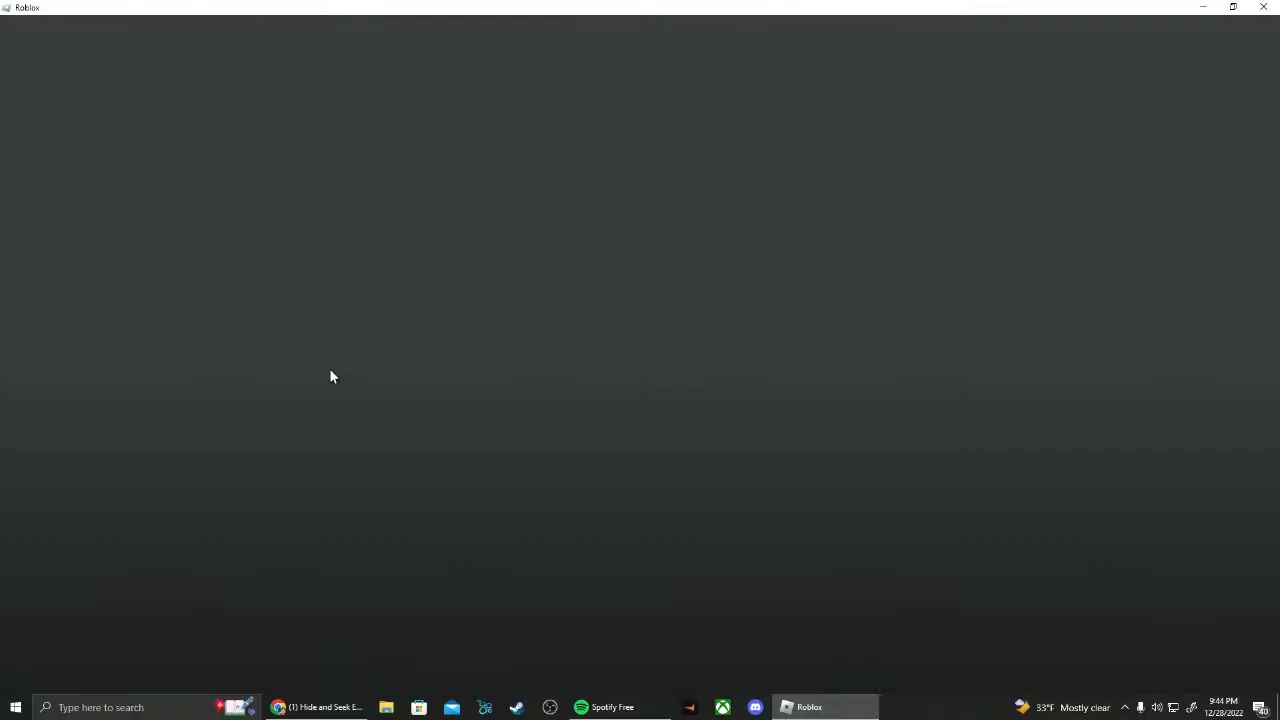 Roblox
Type here to search
(1) Hide and Seek E...
Spotify Free
Roblox
33°F Mostly clear
9:44 PM
12/28/2022
40